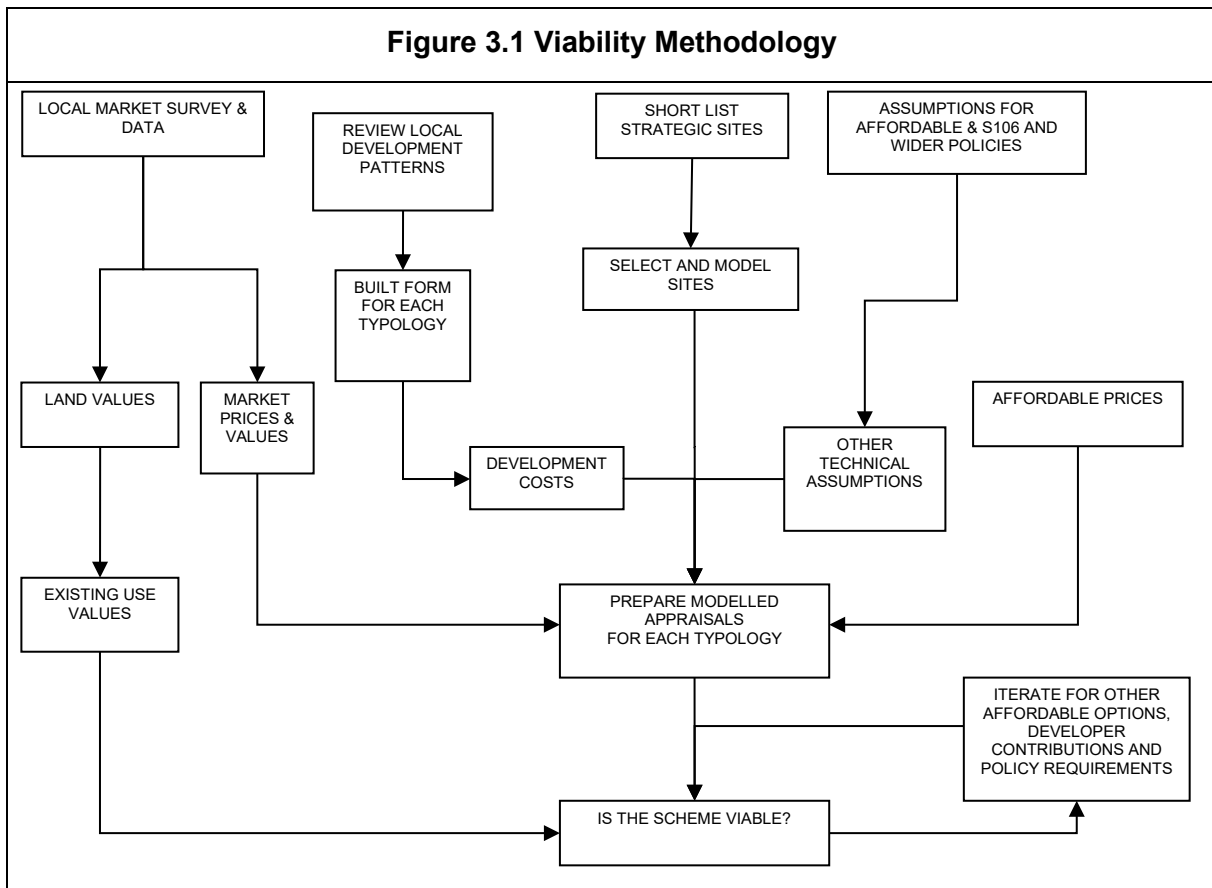 Figure 3.1 Viability Methodology
LOCAL MARKET SURVEY &
DATA
REVIEW LOCAL
DEVELOPMENT
PATTERNS
SHORT LIST
STRATEGIC SITES
ASSUMPTIONS FOR
AFFORDABLE & S106 AND
WIDER POLICIES
SELECT AND MODEL
SITES
BUILT FORM
FOR EACH
TYPOLOGY
LAND VALUES
MARKET
PRICES &
VALUES
AFFORDABLE PRICES
DEVELOPMENT
COSTS
OTHER
TECHNICAL
ASSUMPTIONS
EXISTING USE
VALUES
PREPARE MODELLED
APPRAISALS
FOR EACH TYPOLOGY
ITERATE FOR OTHER
AFFORDABLE OPTIONS,
DEVELOPER
CONTRIBUTIONS AND
POLICY REQUIREMENTS
IS THE SCHEME VIABLE?